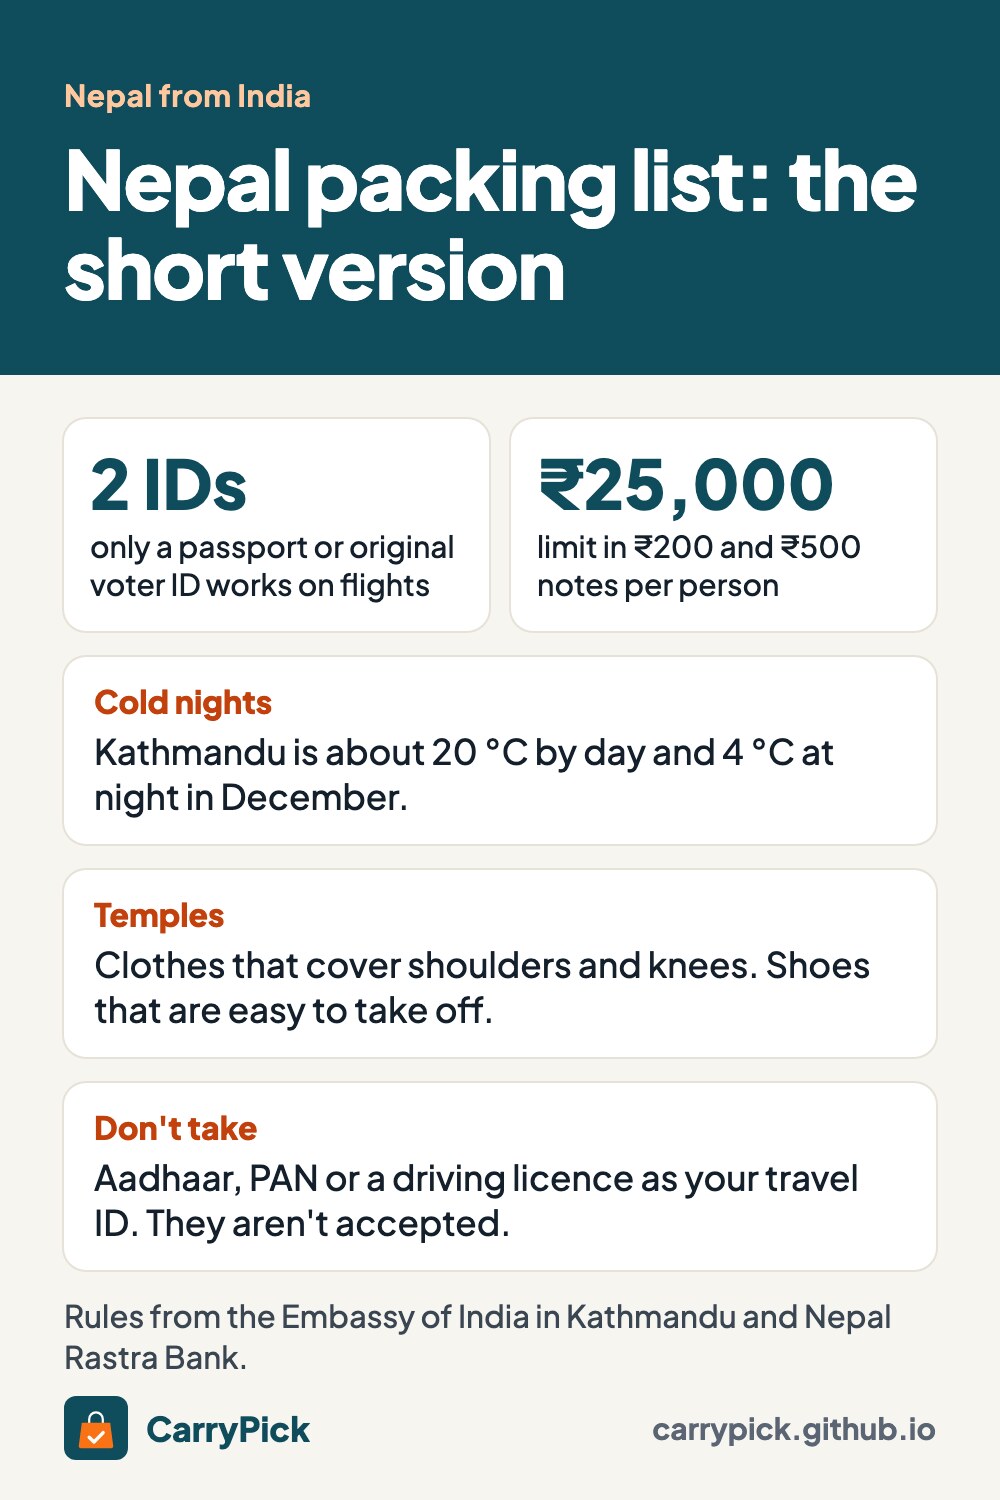 Nepal from India
Nepal packing list: the
short version
2 IDs
only a passport or original
voter ID works on flights
₹25,000
limit in ₹200 and ₹500
notes per person
Cold nights
Kathmandu is about 20 °C by day and 4 °C at
night in December.
Temples
Clothes that cover shoulders and knees. Shoes
that are easy to take off.
Don't take
Aadhaar, PAN or a driving licence as your travel
ID. They aren't accepted.
Rules from the Embassy of India in Kathmandu and Nepal
Rastra Bank.
CarryPick
carrypick.github.io